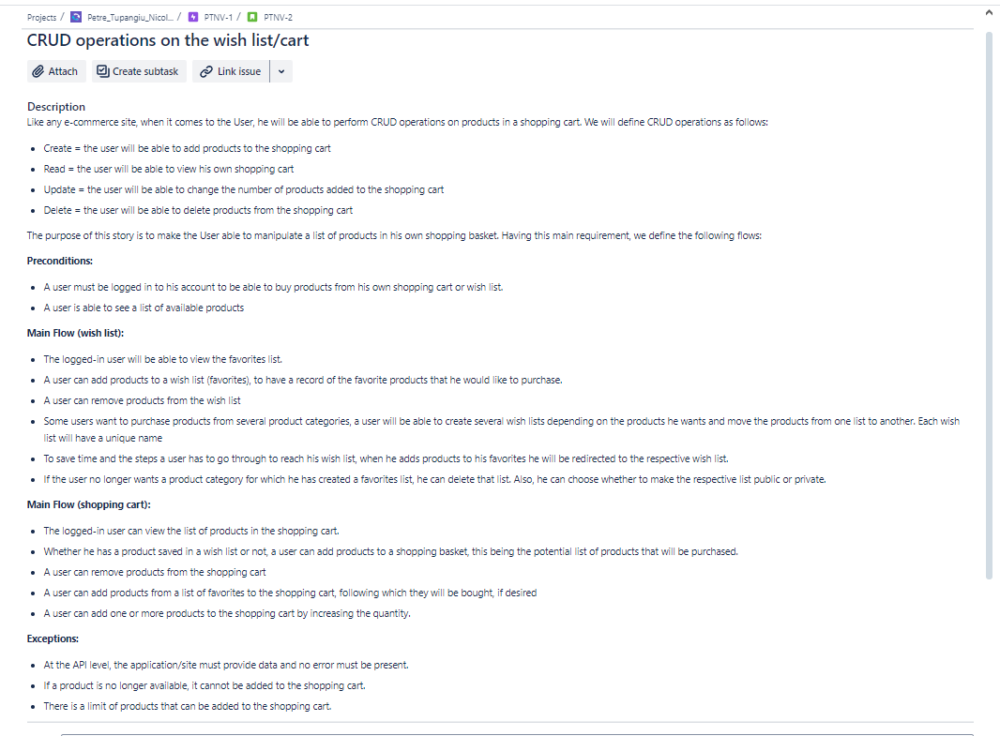 Projects / Petre_Tupangiu_Nicol... / PTNV-1 / PTNV-2
CRUD operations on the wish list/cart
Attach Create subtask Link issue
Description
Like any e-commerce site, when it comes to the User, he will be able to perform CRUD operations on products in a shopping cart. We will define CRUD operations as follows:
• Create = the user will be able to add products to the shopping cart
• Read = the user will be able to view his own shopping cart
• Update = the user will be able to change the number of products added to the shopping cart
• Delete = the user will be able to delete products from the shopping cart
The purpose of this story is to make the User able to manipulate a list of products in his own shopping basket. Having this main requirement, we define the following flows:
Preconditions:
• A user must be logged in to his account to be able to buy products from his own shopping cart or wish list.
• A user is able to see a list of available products
Main Flow (wish list):
• The logged-in user will be able to view the favorites list.
• A user can add products to a wish list (favorites), to have a record of the favorite products that he would like to purchase.
• A user can remove products from the wish list
• Some users want to purchase products from several product categories, a user will be able to create several wish lists depending on the products he wants and move the products from one list to another. Each wish
list will have a unique name
• To save time and the steps a user has to go through to reach his wish list, when he adds products to his favorites he will be redirected to the respective wish list.
• If the user no longer wants a product category for which he has created a favorites list, he can delete that list. Also, he can choose whether to make the respective list public or private.
Main Flow (shopping cart):
• The logged-in user can view the list of products in the shopping cart.
• Whether he has a product saved in a wish list or not, a user can add products to a shopping basket, this being the potential list of products that will be purchased.
• A user can remove products from the shopping cart
• A user can add products from a list of favorites to the shopping cart, following which they will be bought, if desired
• A user can add one or more products to the shopping cart by increasing the quantity.
Exceptions:
• At the API level, the application/site must provide data and no error must be present.
• If a product is no longer available, it cannot be added to the shopping cart.
• There is a limit of products that can be added to the shopping cart.